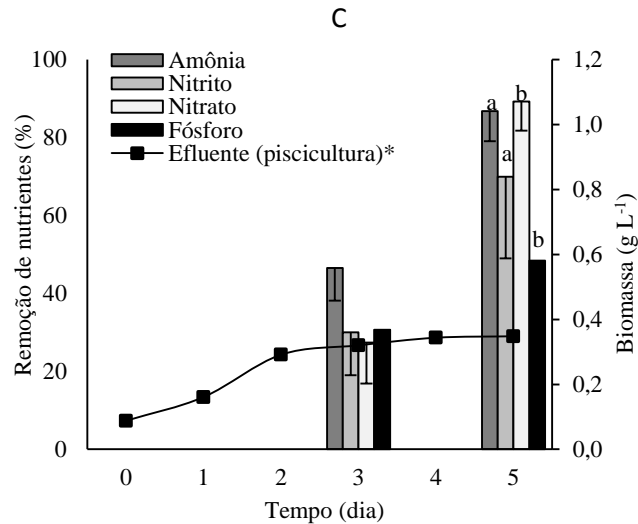 C
Amônia
Nitrito
Nitrato
Fósforo
Efluente (piscicultura)*
Remoção de nutrientes (%)
100
80
60
40
20
0
a
b
a
b
1,2
1,0
0,8
0,6
0,4
0,2
0,0
Biomassa (g L-1)
0 1 2 3 4 5
Tempo (dia)